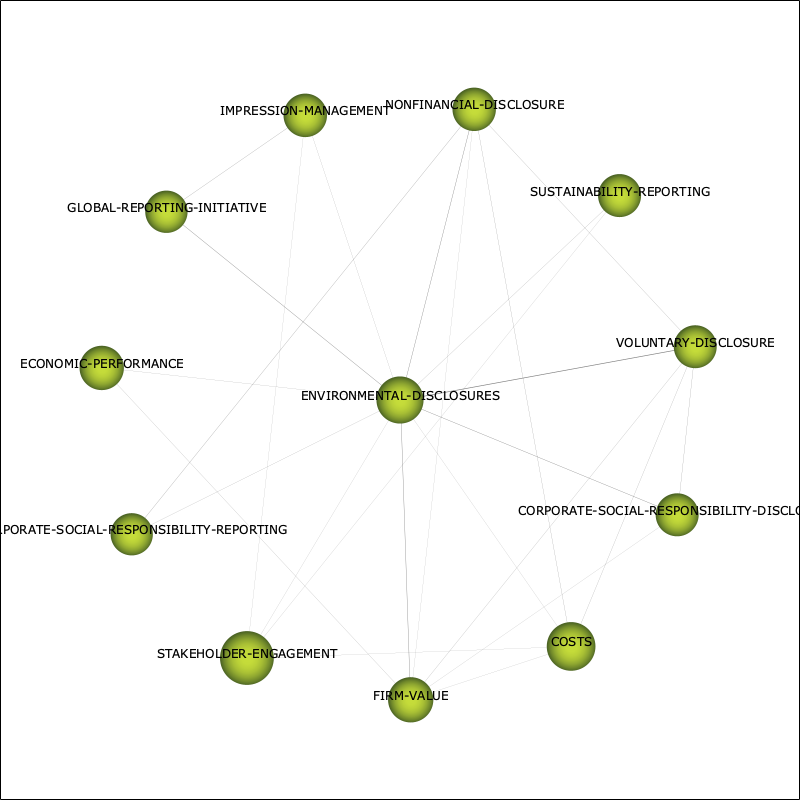 NONFINANCIAL-DISCLOSURE
IMPRESSION-MANAGEMENT
SUSTAINABILITY-REPORTING
GLOBAL-REPORTING-INITIATIVE
VOLUNTARY-DISCLOSURE
ECONOMIC-PERFORMANCE
ENVIRONMENTAL-DISCLOSURES
CORPORATE-SOCIAL-RESPONSIBILITY-DISCLO
RPORATE-SOCIAL-RESPONSIBILITY-REPORTING
COSTS
STAKEHOLDER-ENGAGEMENT
FIRM-VALUE